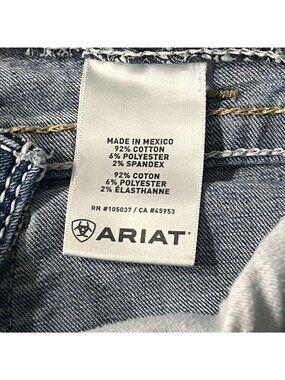 MADE IN MEXICO
92% COTTON
6% POLYESTER
2% SPANDEX
92% COTON
6% POLYESTER
2% ÉLASTHANNE
RN #105037 / CA #45953
ARIAT